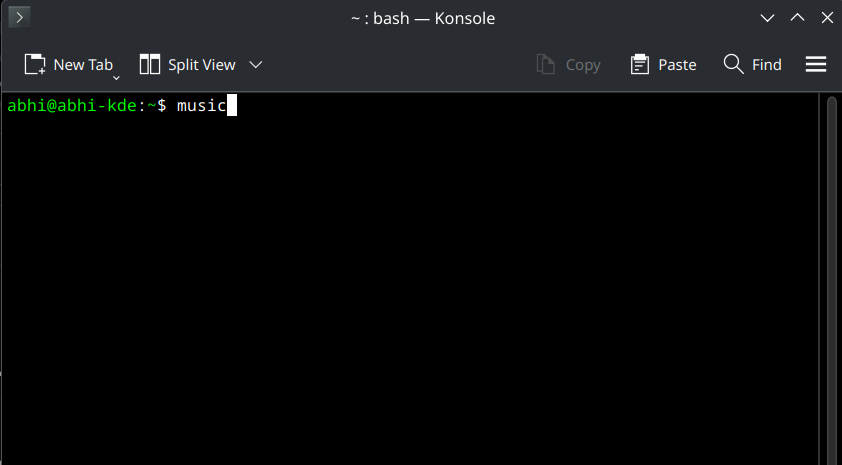 ~ : bash — Konsole
New Tab Split View Copy Paste Find
abhi@abhi-kde:~$ music